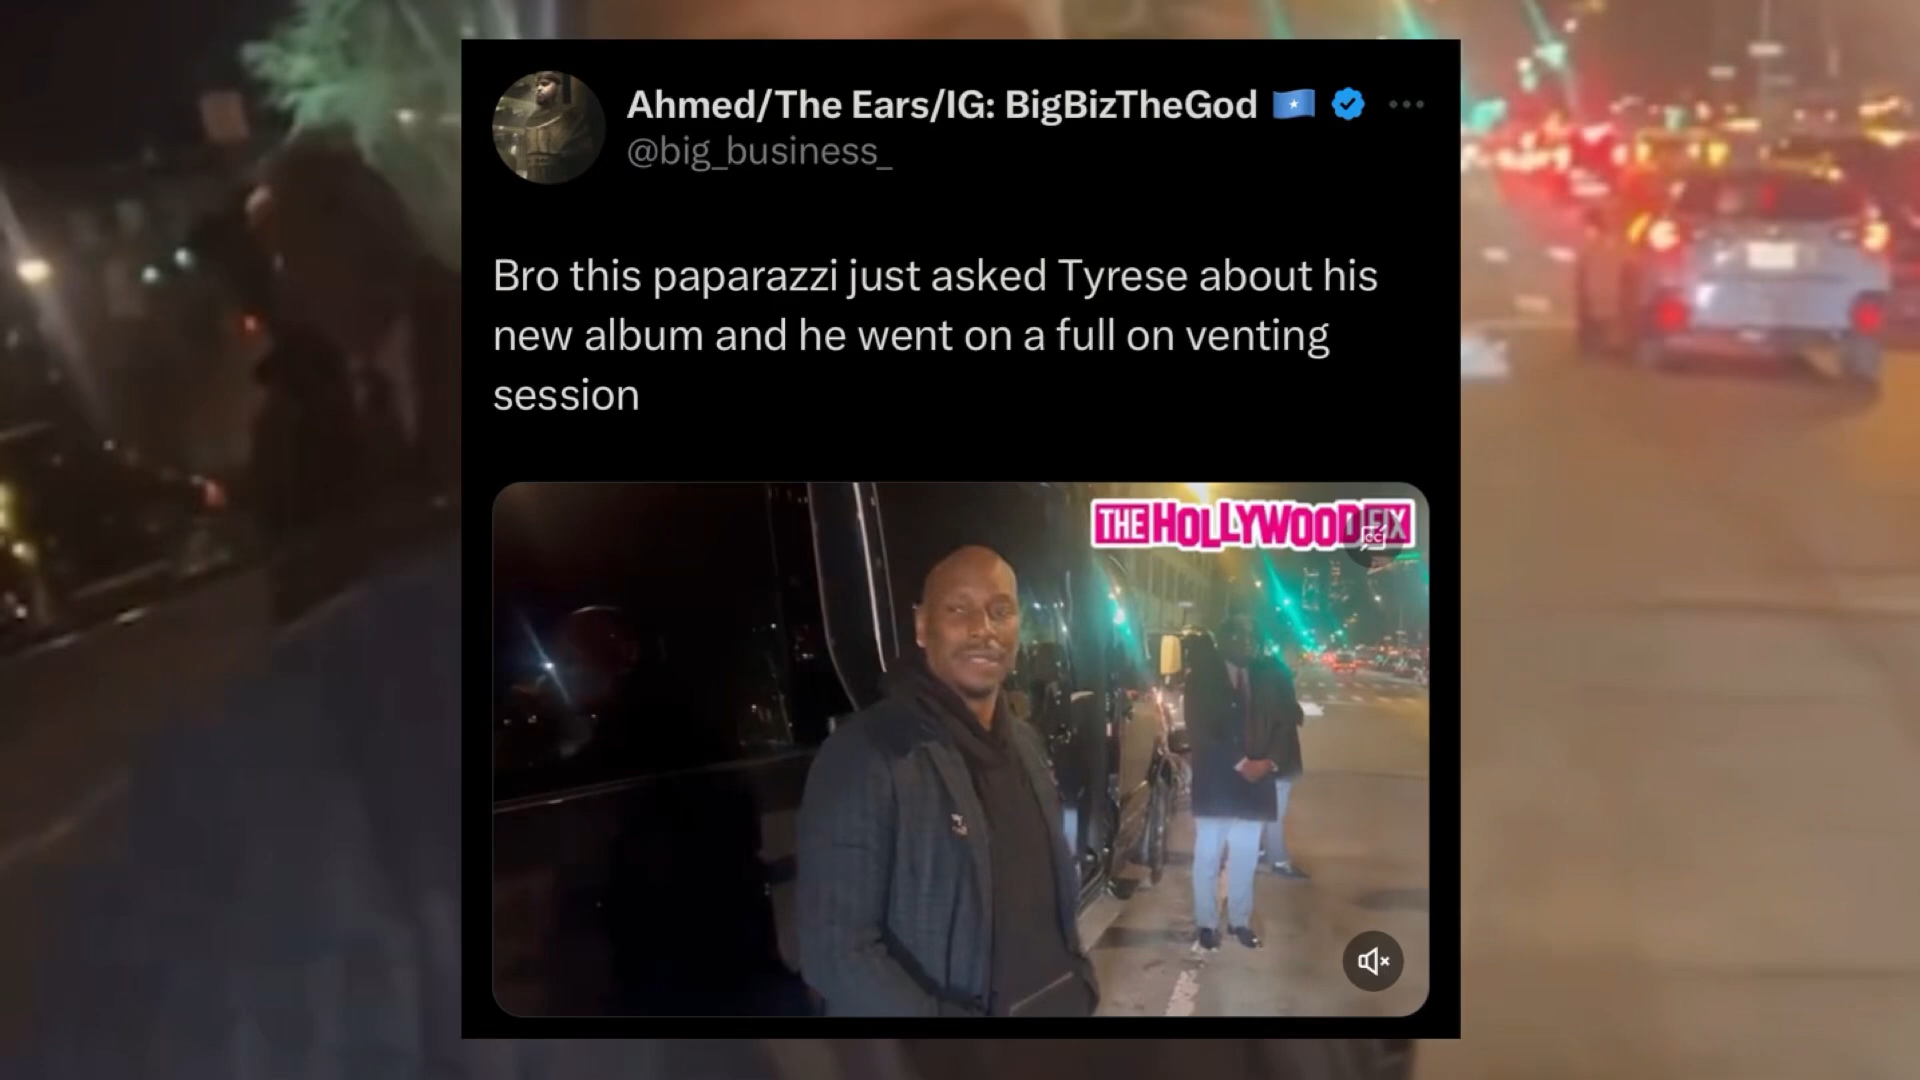 Ahmed/The Ears/IG: BigBizTheGod 🇸🇴
@big_business_
Bro this paparazzi just asked Tyrese about his
new album and he went on a full on venting
session
THE HOLLYWOOD FIX